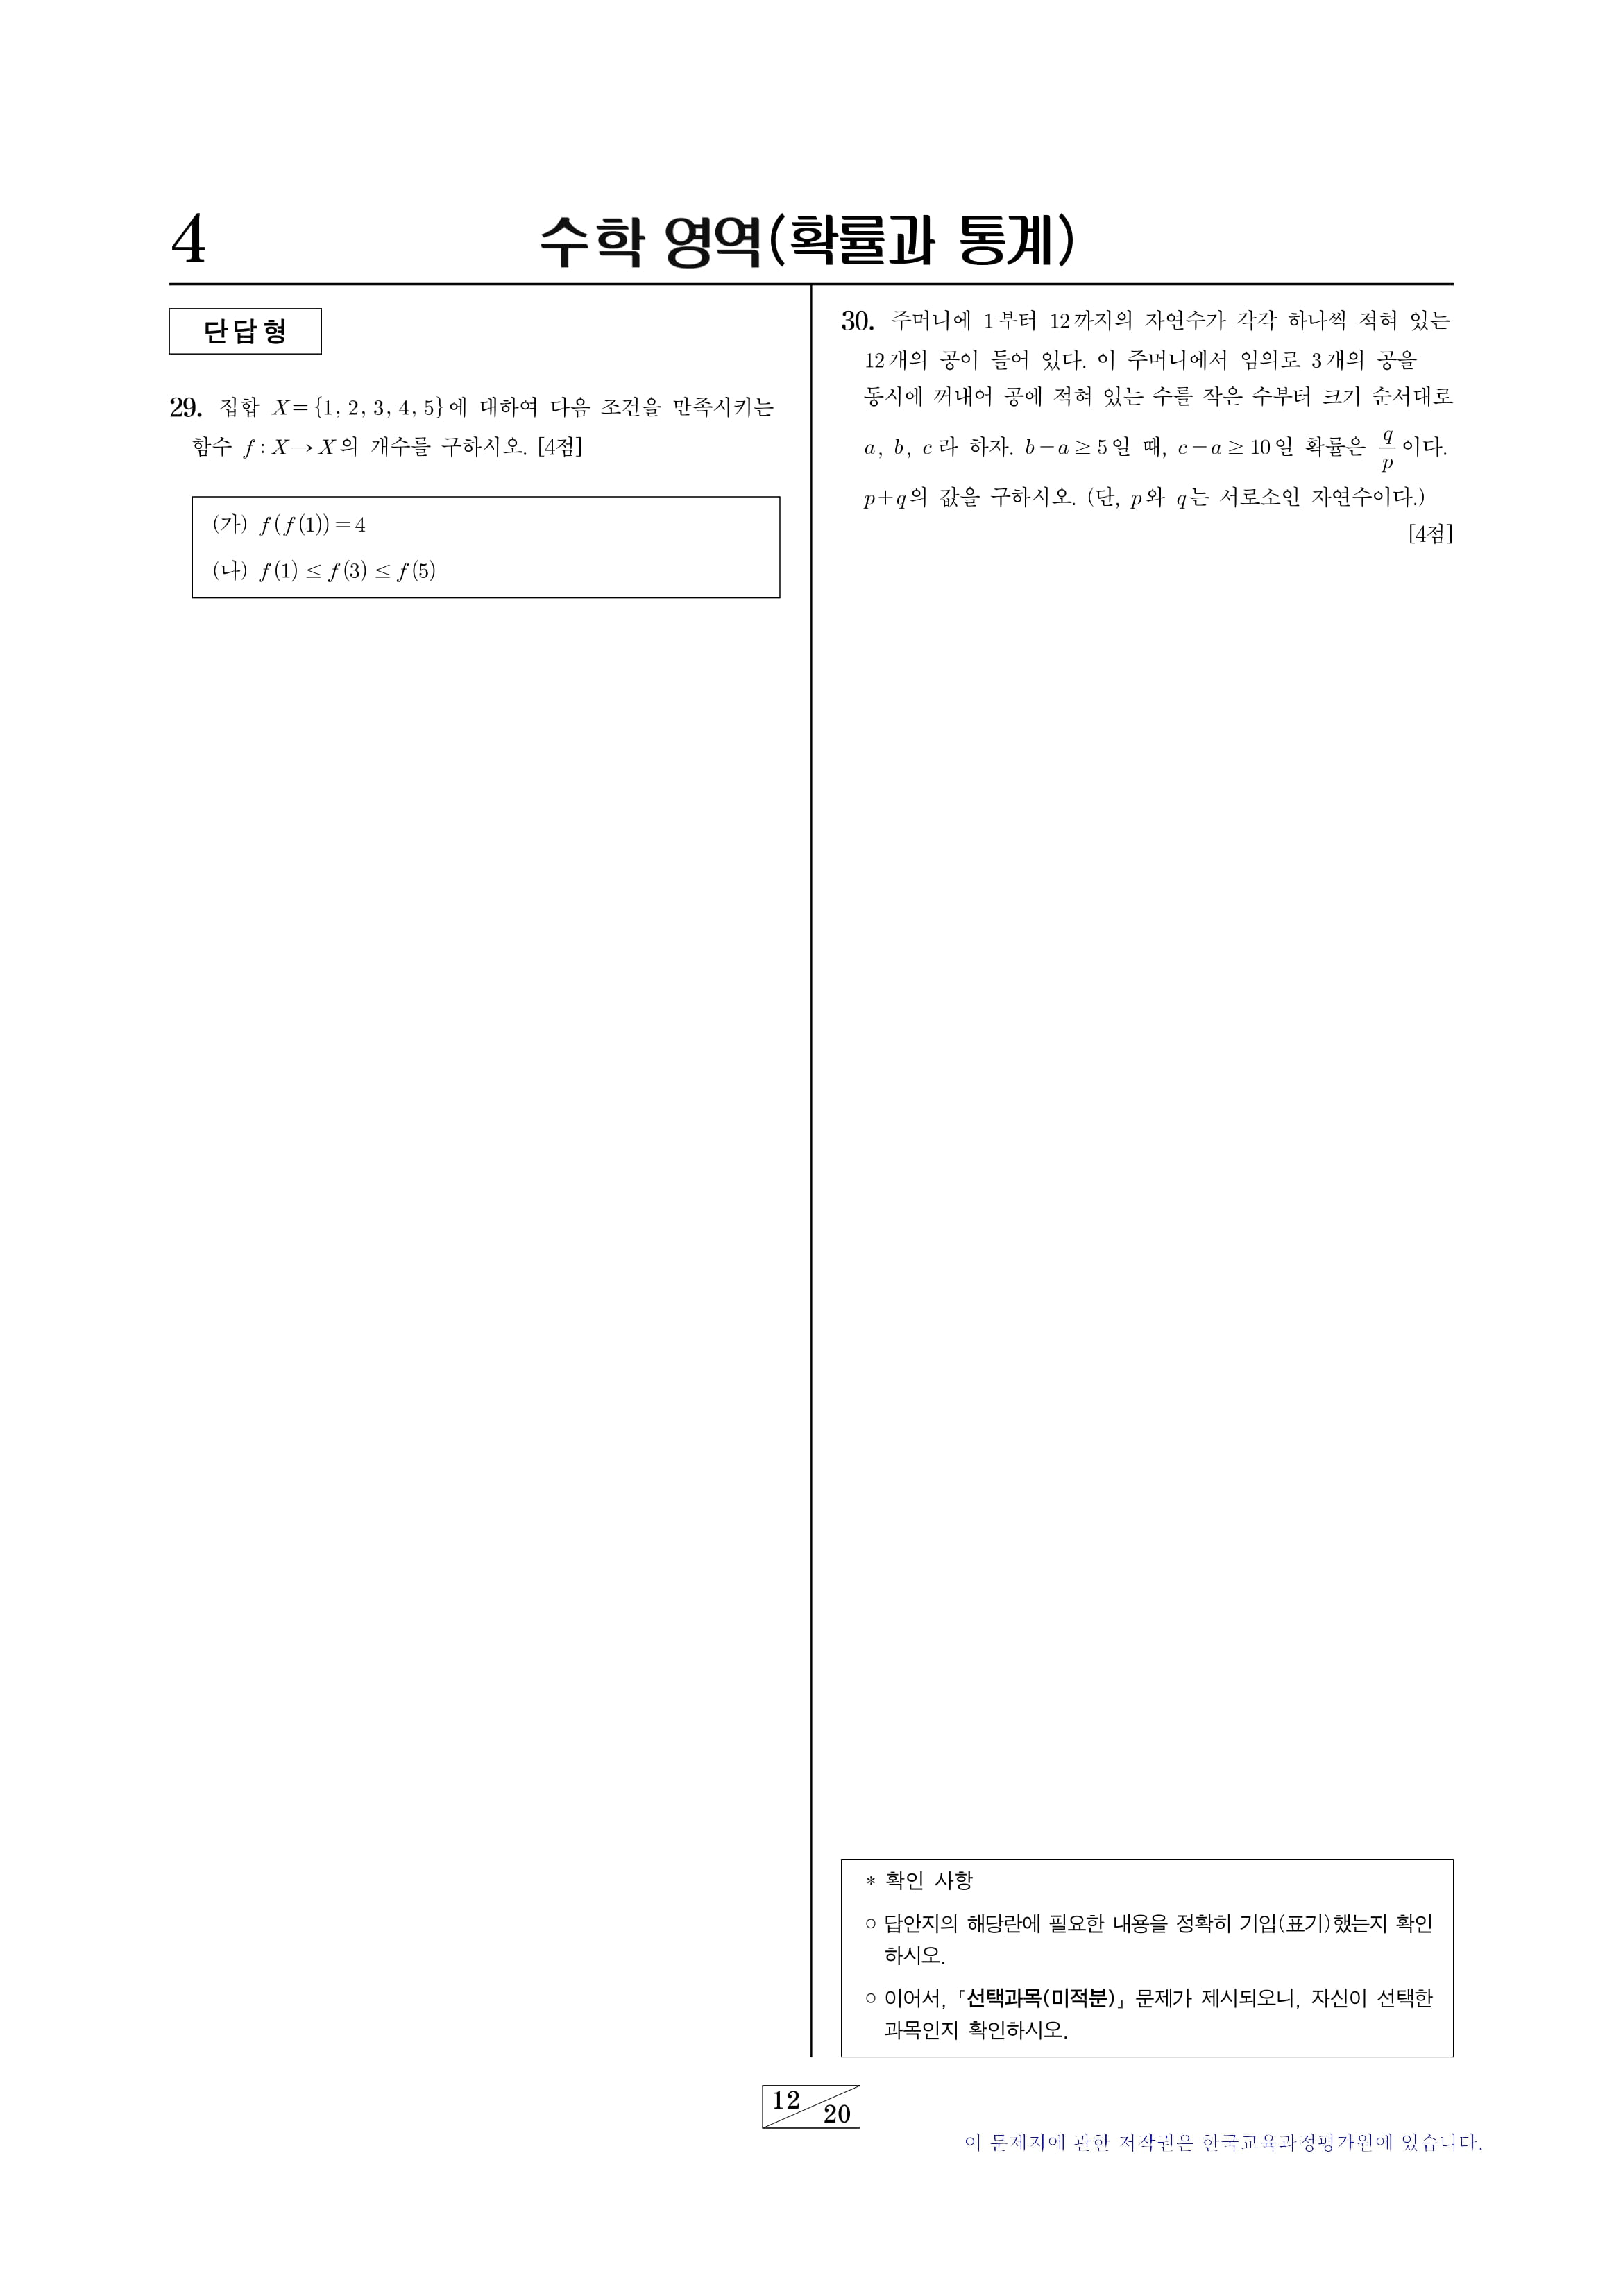 4
수학 영역(확률과 통계)
단답형
29. 집합 X={1, 2, 3, 4, 5}에 대하여 다음 조건을 만족시키는
함수 f : X→X의 개수를 구하시오. [4점]
(가) f(f(1))=4
(나) f(1)≤f(3)≤f(5)
30. 주머니에 1부터 12까지의 자연수가 각각 하나씩 적혀 있는
12개의 공이 들어 있다. 이 주머니에서 임의로 3개의 공을
동시에 꺼내어 공에 적혀 있는 수를 작은 수부터 크기 순서대로
a, b, c라 하자. b-a≥5일 때, c-a≥10일 확률은 q/p이다.
p+q의 값을 구하시오. (단, p와 q는 서로소인 자연수이다.)
[4점]
* 확인 사항
○ 답안지의 해당란에 필요한 내용을 정확히 기입(표기)했는지 확인
하시오.
○ 이어서, 「선택과목(미적분)」 문제가 제시되오니, 자신이 선택한
과목인지 확인하시오.
12
20
이 문제지에 관한 저작권은 한국교육과정평가원에 있습니다.